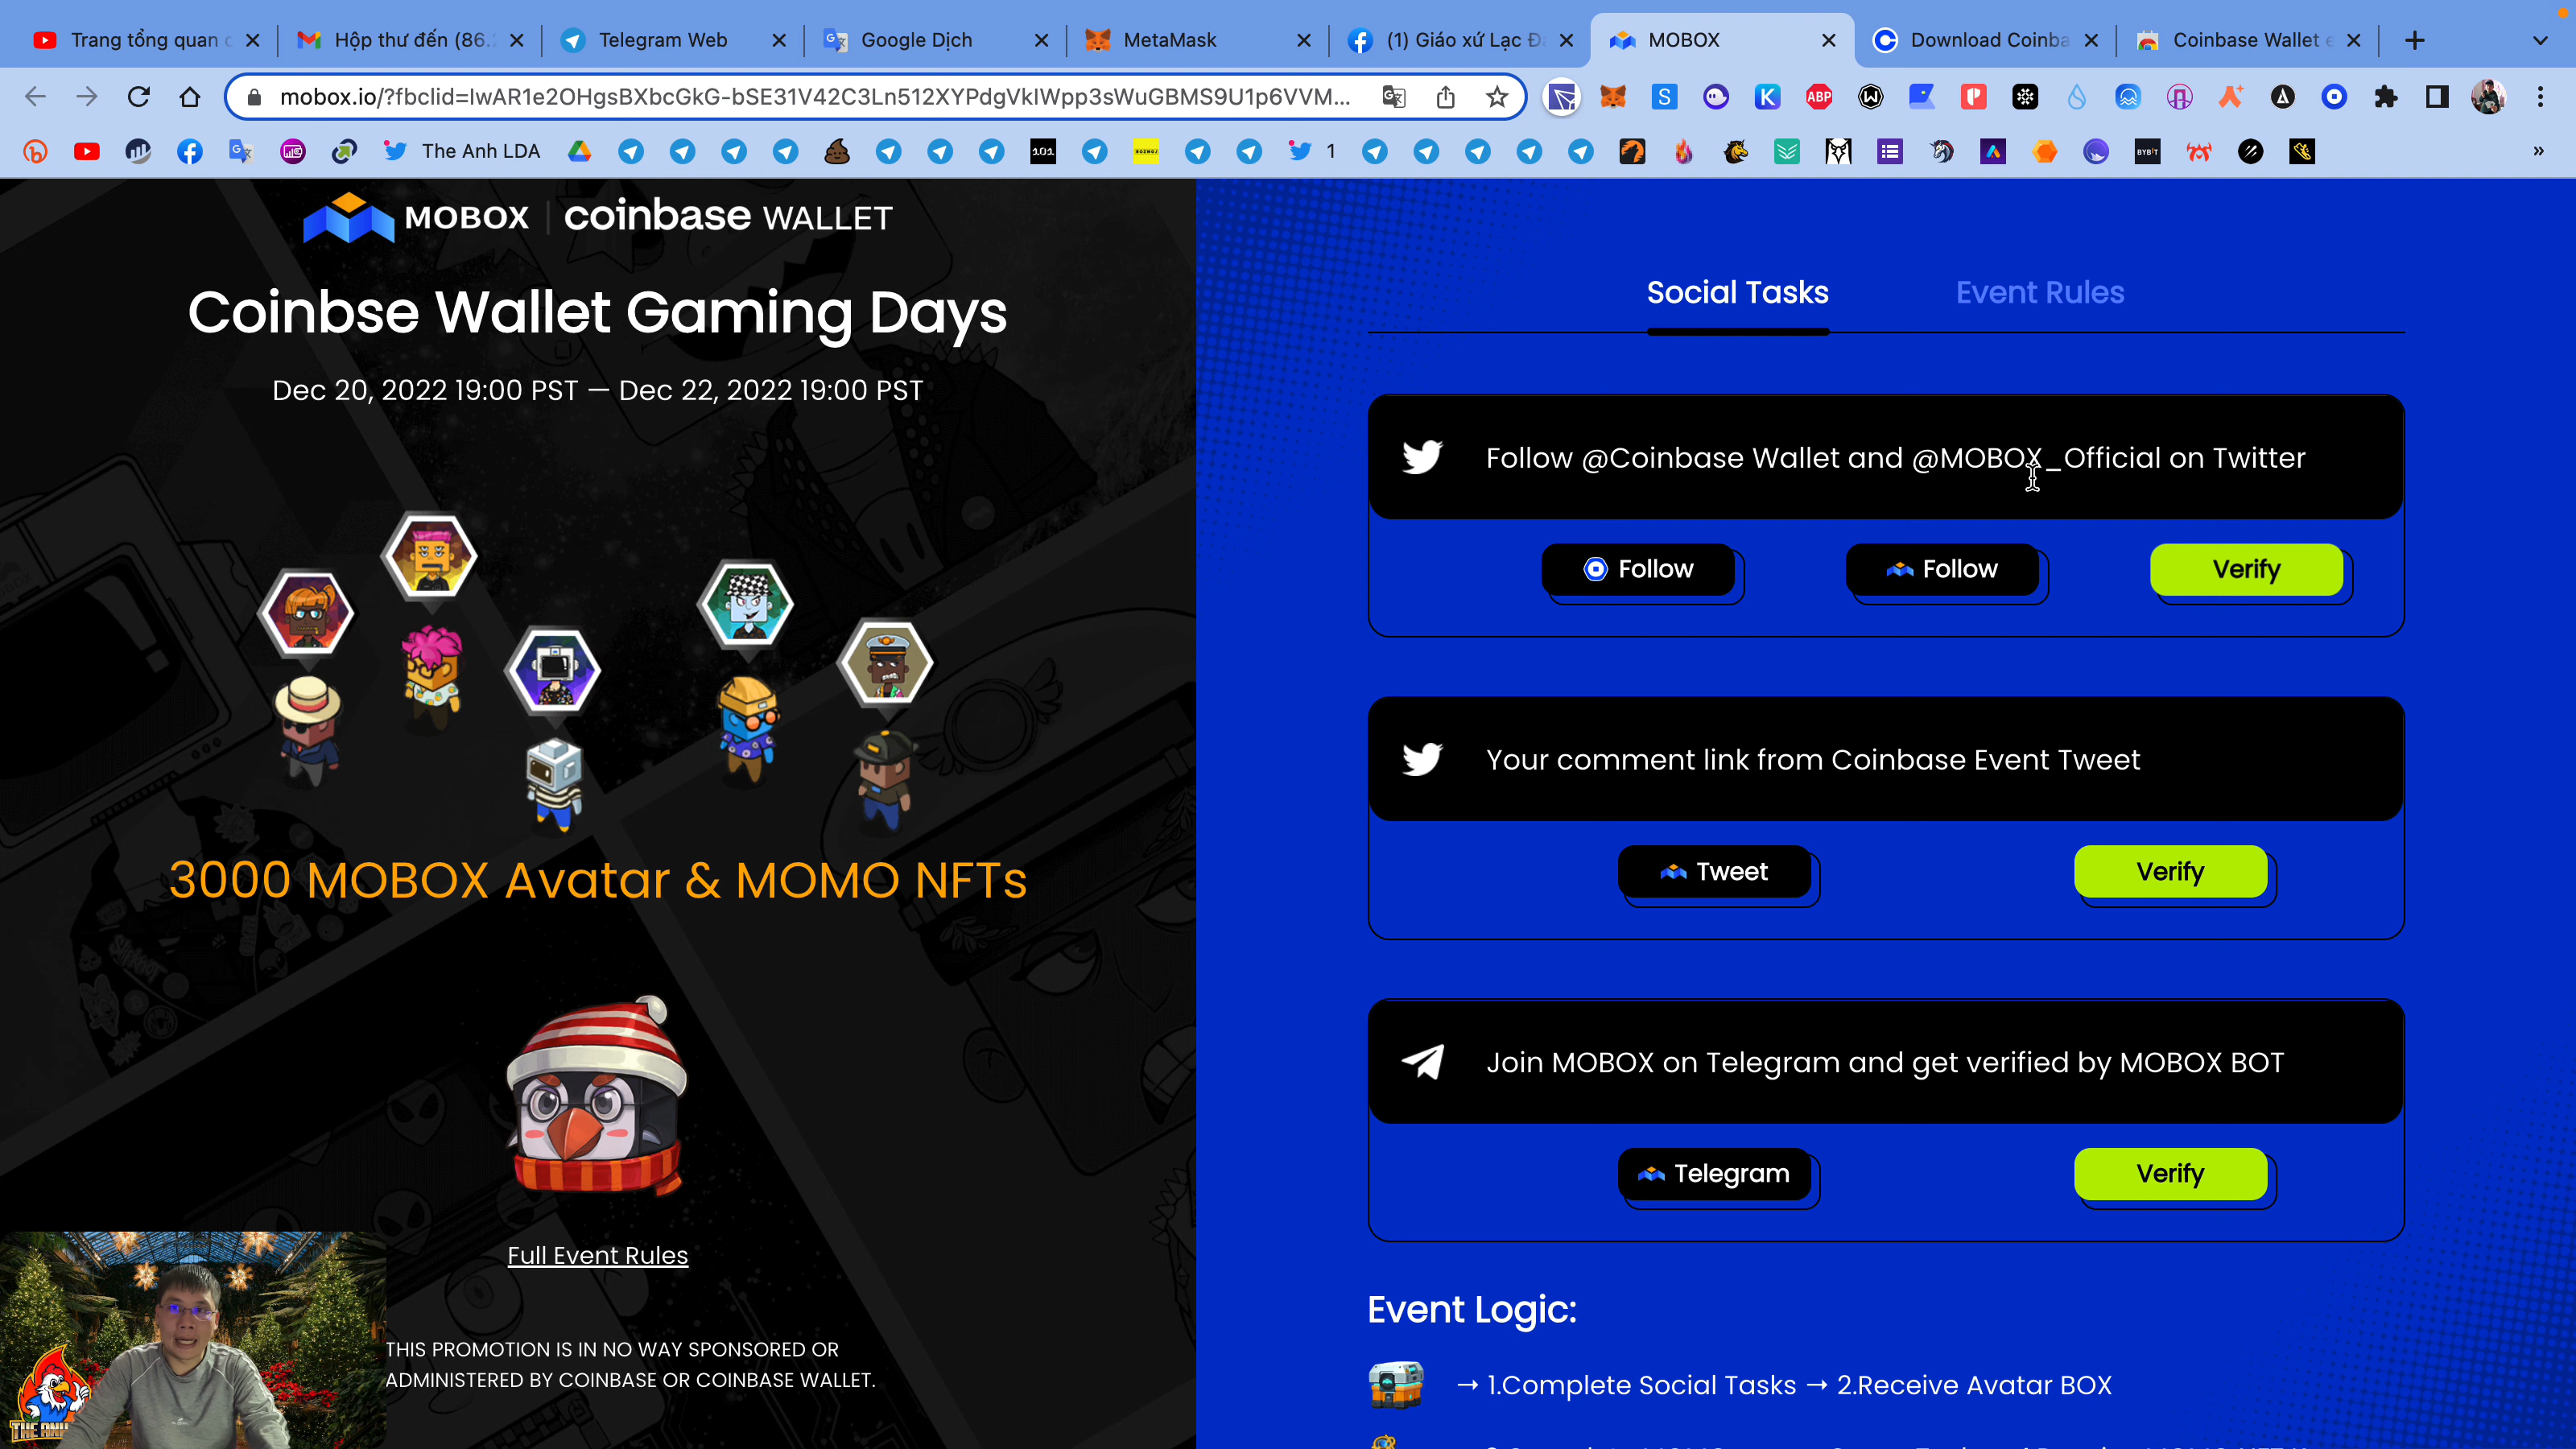 Trang tổng quan
Hộp thư đến (86.
Telegram Web
Google Dịch
MetaMask
(1) Giáo xứ Lạc Đạ
MOBOX
Download Coinba
Coinbase Wallet e
mobox.io/?fbclid=IwAR1e2OHgsBXbcGkG-bSE31V42C3Ln512XYPdgVkIWpp3sWuGBMS9U1p6VVM...
The Anh LDA
1
MOBOX | coinbase WALLET
Coinbse Wallet Gaming Days
Dec 20, 2022 19:00 PST — Dec 22, 2022 19:00 PST
3000 MOBOX Avatar & MOMO NFTs
Full Event Rules
THIS PROMOTION IS IN NO WAY SPONSORED OR
ADMINISTERED BY COINBASE OR COINBASE WALLET.
THE ANH
Social Tasks
Event Rules
Follow @Coinbase Wallet and @MOBOX_Official on Twitter
Follow
Follow
Verify
Your comment link from Coinbase Event Tweet
Tweet
Verify
Join MOBOX on Telegram and get verified by MOBOX BOT
Telegram
Verify
Event Logic:
→ 1.Complete Social Tasks → 2.Receive Avatar BOX